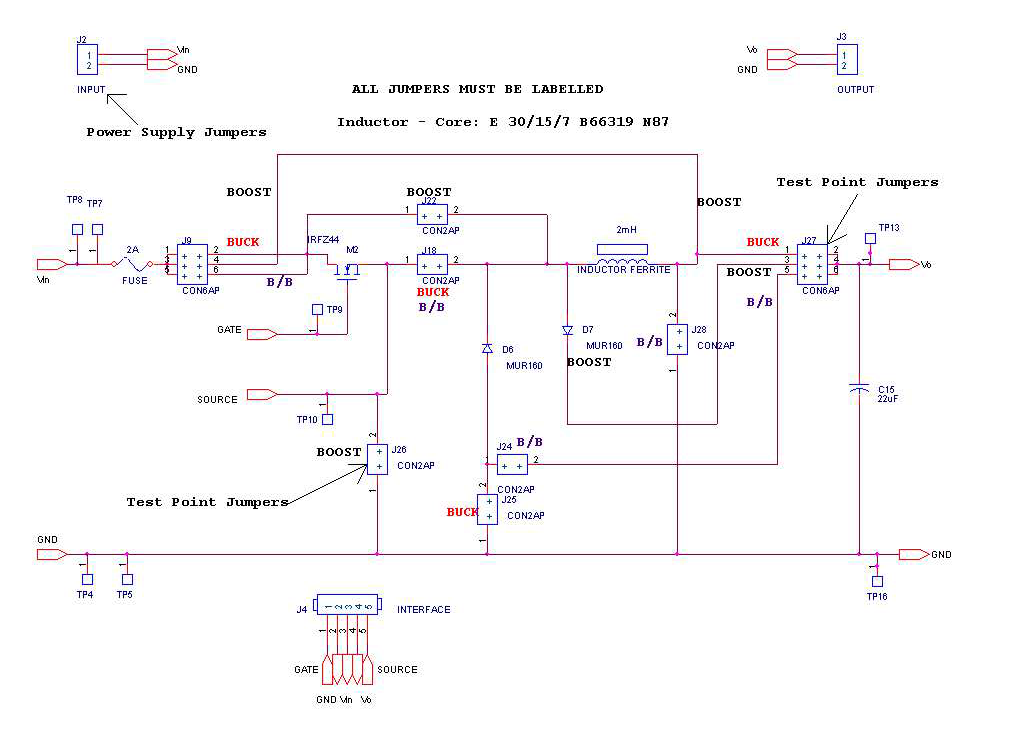 J2
1
2
Vin
GND
INPUT
Power Supply Jumpers
ALL JUMPERS MUST BE LABELLED
Inductor - Core: E 30/15/7 B66319 N87
Vo
GND
J3
1
2
OUTPUT
Test Point Jumpers
TP8
TP7
1
1
Vin
2A
FUSE
J9
1
3
5
2
4
6
CON6AP
BOOST
BUCK
B/B
IRFZ44
M2
BOOST
J22
1
2
CON2AP
J18
1
2
CON2AP
BUCK
B/B
2mH
INDUCTOR FERRITE
BOOST
BUCK
BOOST
B/B
J27
1
3
5
2
4
6
CON6AP
TP13
1
Vo
GATE
TP9
1
SOURCE
1
TP10
D6
MUR160
D7
MUR160
BOOST
B/B
2
J28
CON2AP
1
C15
22uF
BOOST
2
J26
CON2AP
1
Test Point Jumpers
J24
B/B
1
2
CON2AP
BUCK
2
J25
CON2AP
1
GND
1
TP4
1
TP5
GND
1
TP16
J4
1 2 3 4 5
INTERFACE
1 2 3 4 5
GATE
SOURCE
GND Vin Vo